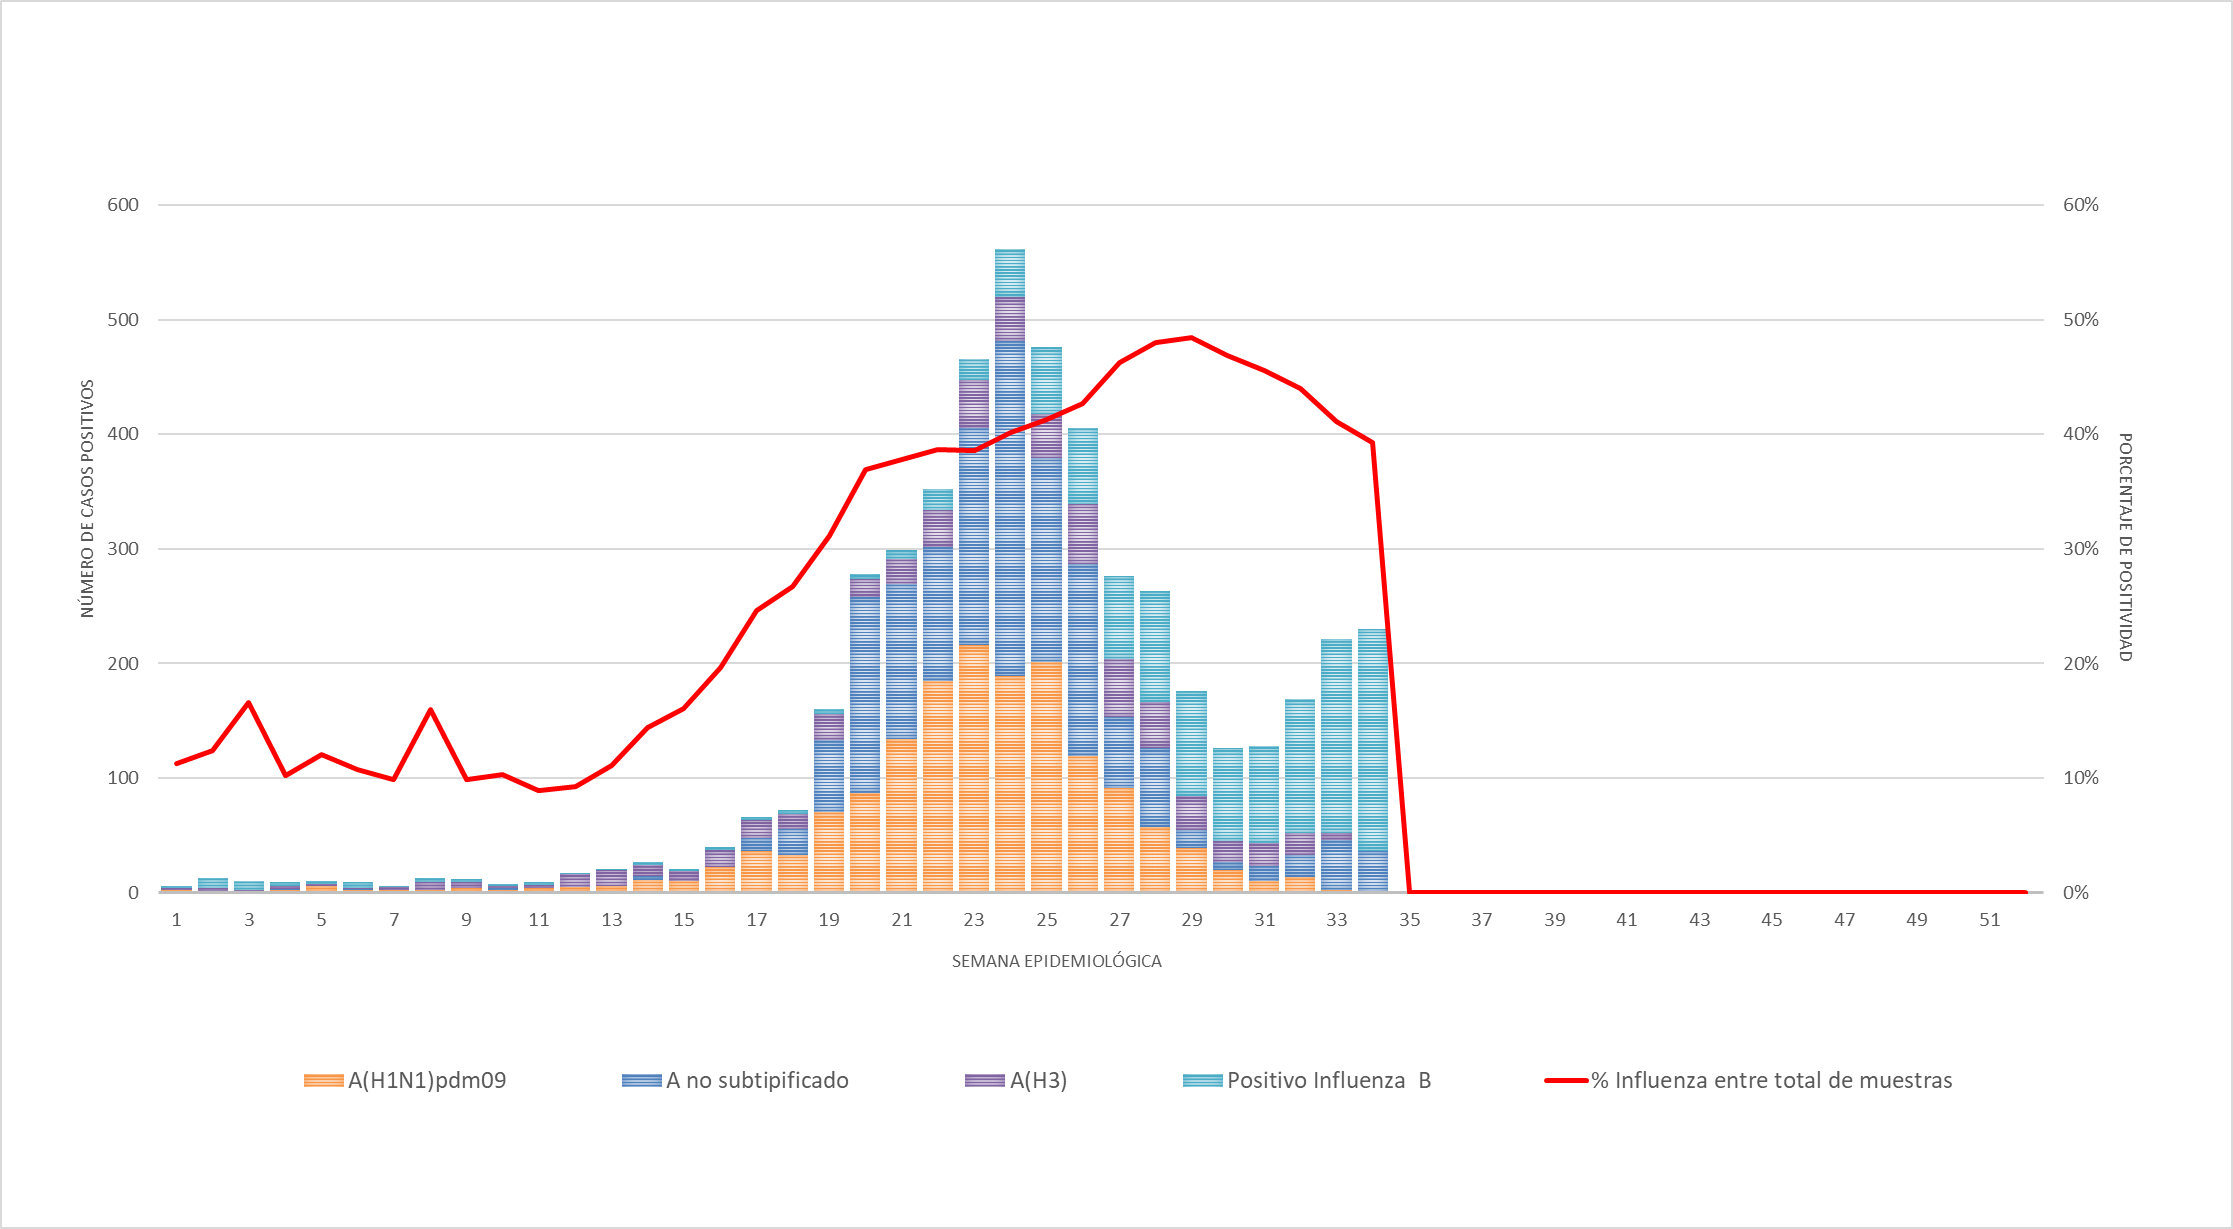 600
500
400
300
200
100
0
NÚMERO DE CASOS POSITIVOS
60%
50%
40%
30%
20%
10%
0%
PORCENTAJE DE POSITIVIDAD
1 3 5 7 9 11 13 15 17 19 21 23 25 27 29 31 33 35 37 39 41 43 45 47 49 51
SEMANA EPIDEMIOLÓGICA
A(H1N1)pdm09 A no subtipificado A(H3) Positivo Influenza B % Influenza entre total de muestras